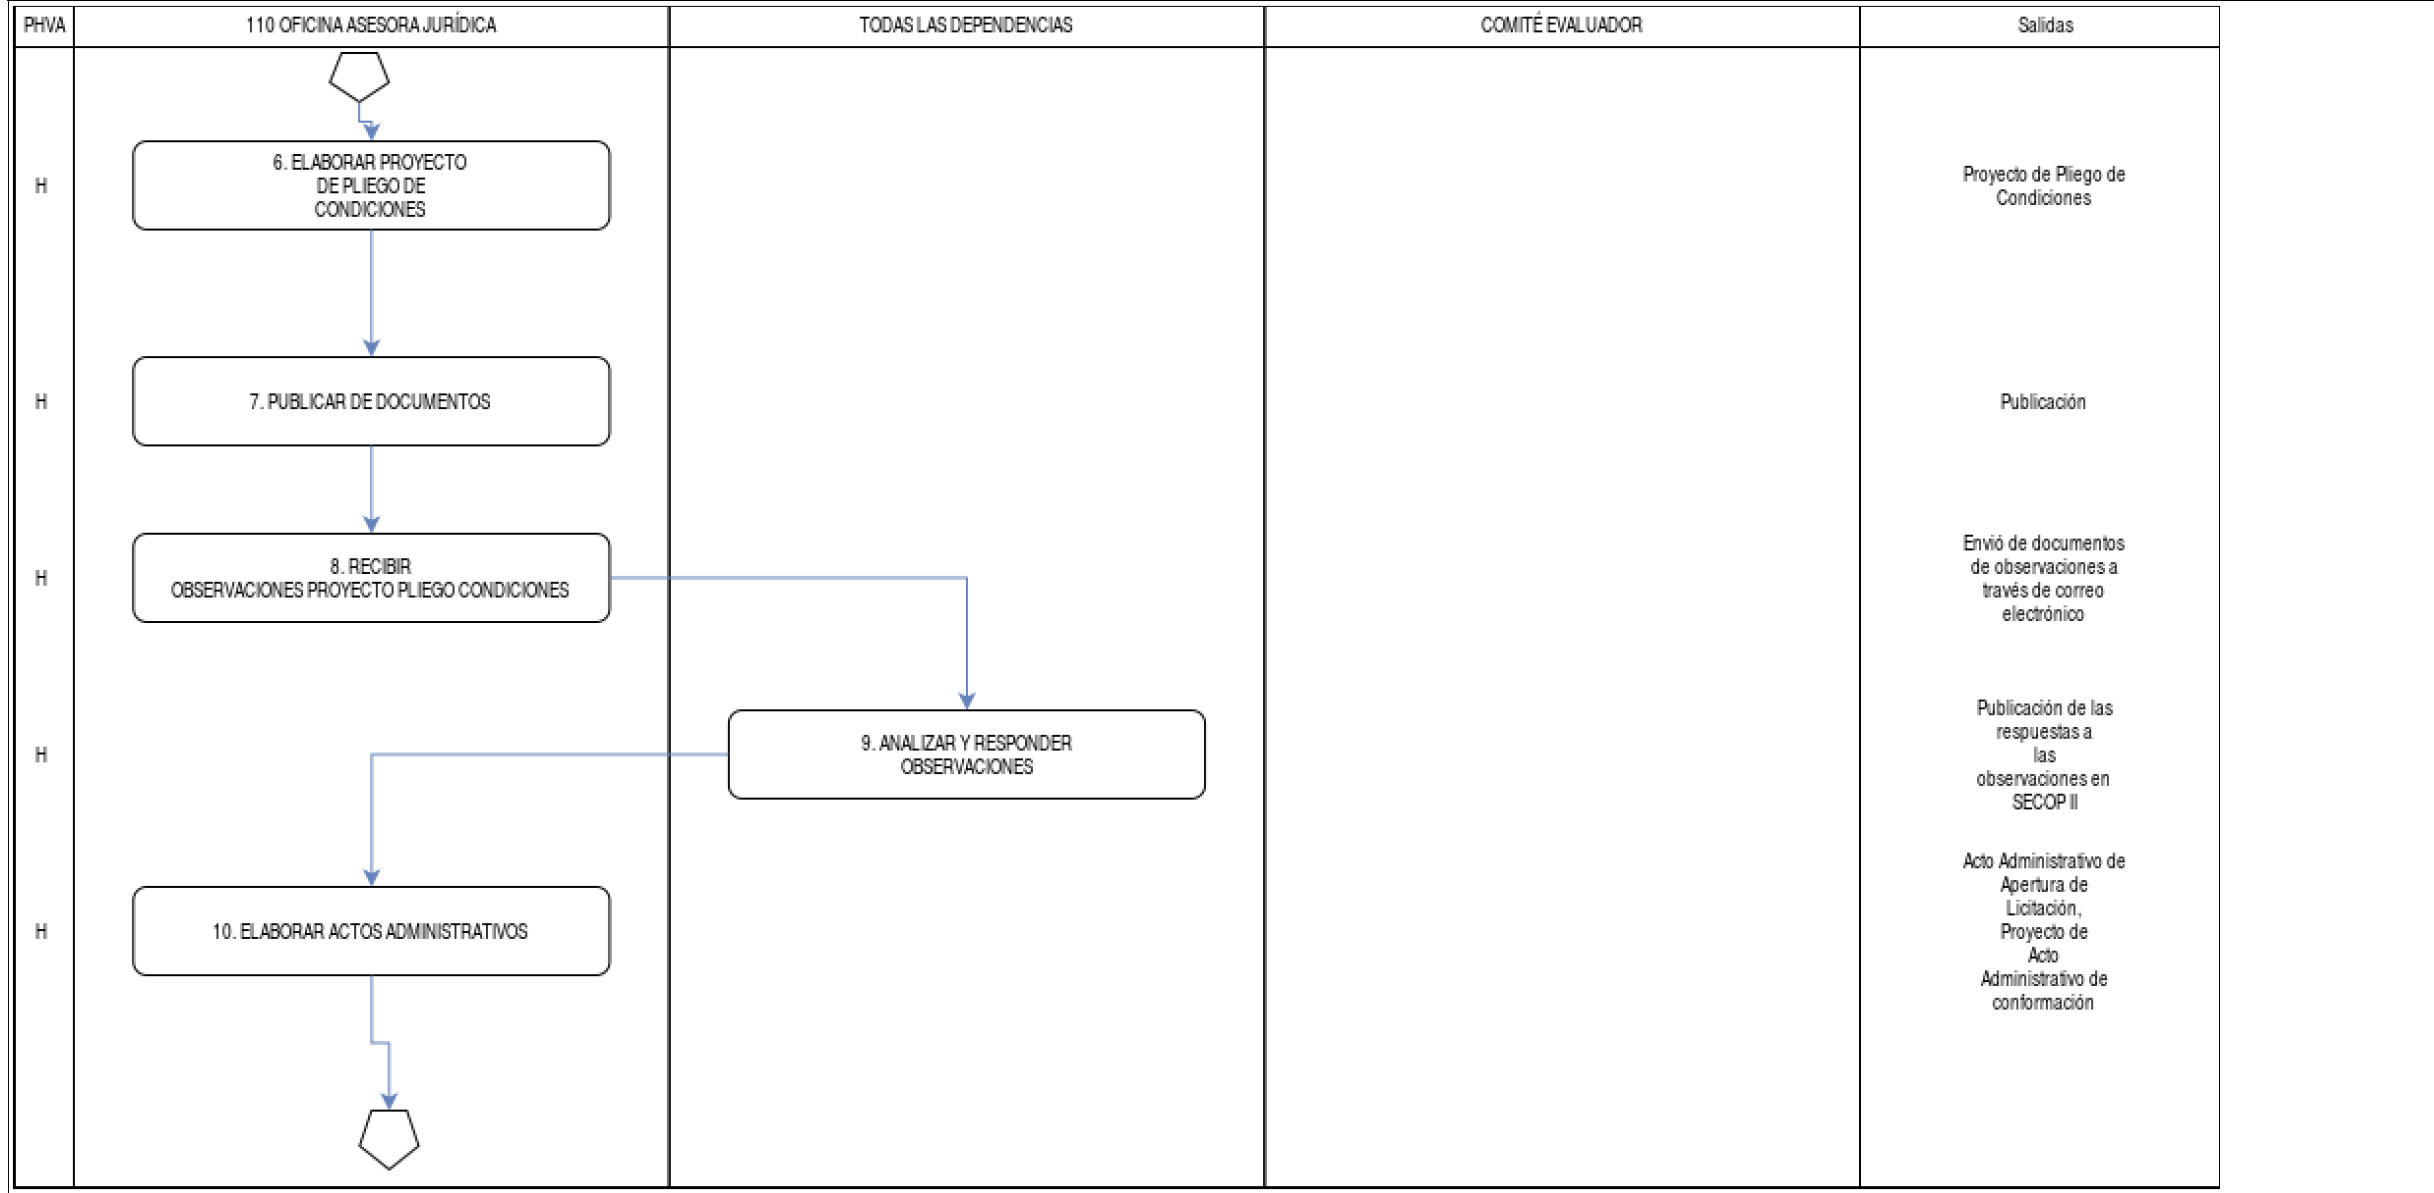 PHVA
110 OFICINA ASESORA JURÍDICA
TODAS LAS DEPENDENCIAS
COMITÉ EVALUADOR
Salidas
H
6. ELABORAR PROYECTO
DE PLIEGO DE
CONDICIONES
Proyecto de Pliego de
Condiciones
H
7. PUBLICAR DE DOCUMENTOS
Publicación
H
8. RECIBIR
OBSERVACIONES PROYECTO PLIEGO CONDICIONES
Envió de documentos
de observaciones a
través de correo
electrónico
H
9. ANALIZAR Y RESPONDER
OBSERVACIONES
Publicación de las
respuestas a
las
observaciones en
SECOP II
H
10. ELABORAR ACTOS ADMINISTRATIVOS
Acto Administrativo de
Apertura de
Licitación,
Proyecto de
Acto
Administrativo de
conformación